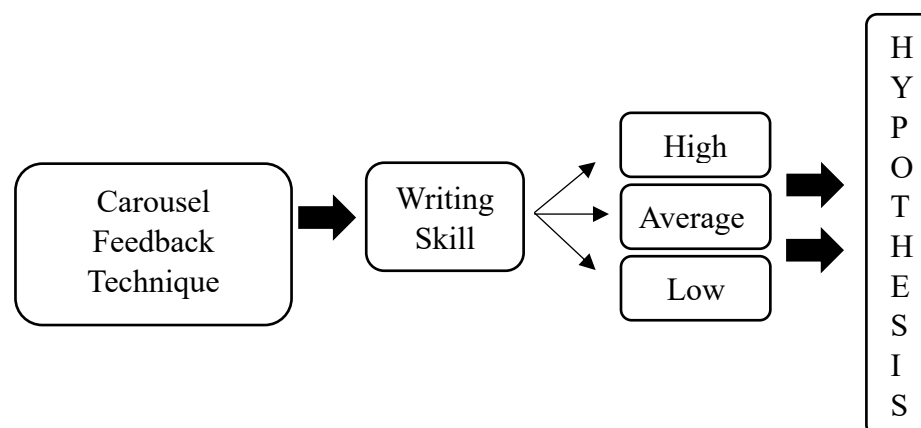 Carousel
Feedback
Technique
Writing
Skill
High
Average
Low
H
Y
P
O
T
H
E
S
I
S